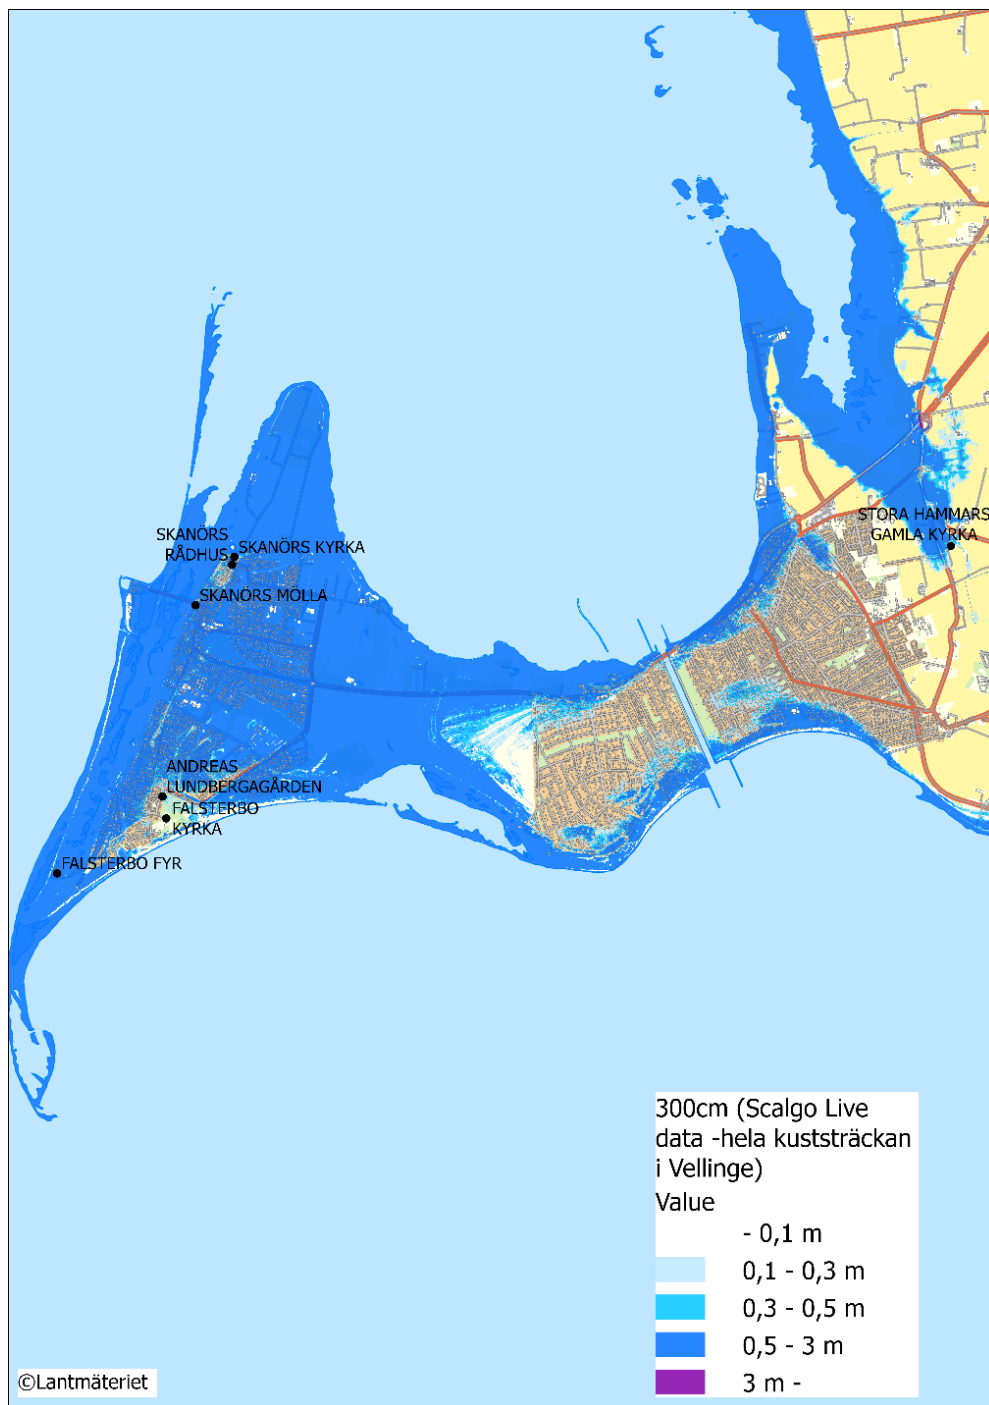 STORA HAMMARS
GAMLA KYRKA
SKANÖRS
RÅDHUS
SKANÖRS KYRKA
SKANÖRS MÖLLA
ANDREAS
LUNDBERGAGÅRDEN
FALSTERBO
KYRKA
FALSTERBO FYR
300cm (Scalgo Live
data -hela kuststräckan
i Vellinge)
Value
- 0,1 m
0,1 - 0,3 m
0,3 - 0,5 m
0,5 - 3 m
3 m -
©Lantmäteriet